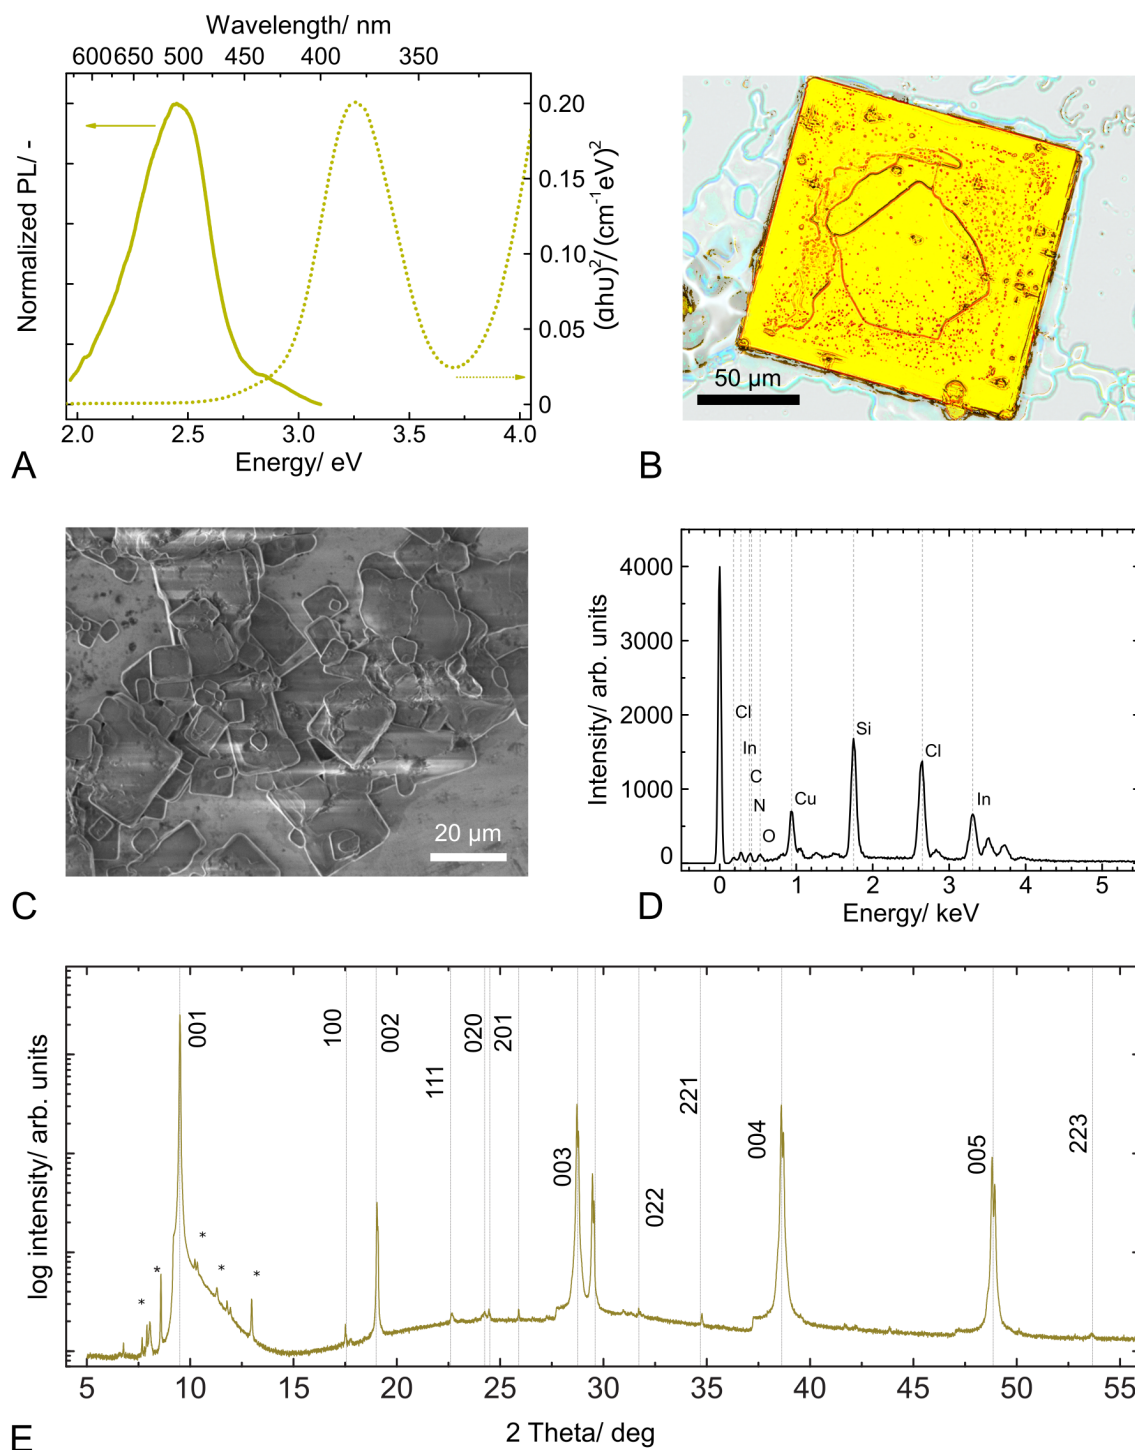 Wavelength/ nm
600 650 500 450 400 350
Normalized PL/ -
0.20
0.15
0.10
0.05
0
(αhυ)²/ (cm⁻¹eV)²
2.0 2.5 3.0 3.5 4.0
Energy/ eV
A
50 µm
B
20 µm
C
4000
3000
2000
1000
0
Intensity/ arb. units
Cl
In
C
N
O
Cu
Si
Cl
In
0 1 2 3 4 5
Energy/ keV
D
log intensity/ arb. units
001
100
002
111
020
201
003
022
221
004
005
223
* * * * *
5 10 15 20 25 30 35 40 45 50 55
2 Theta/ deg
E